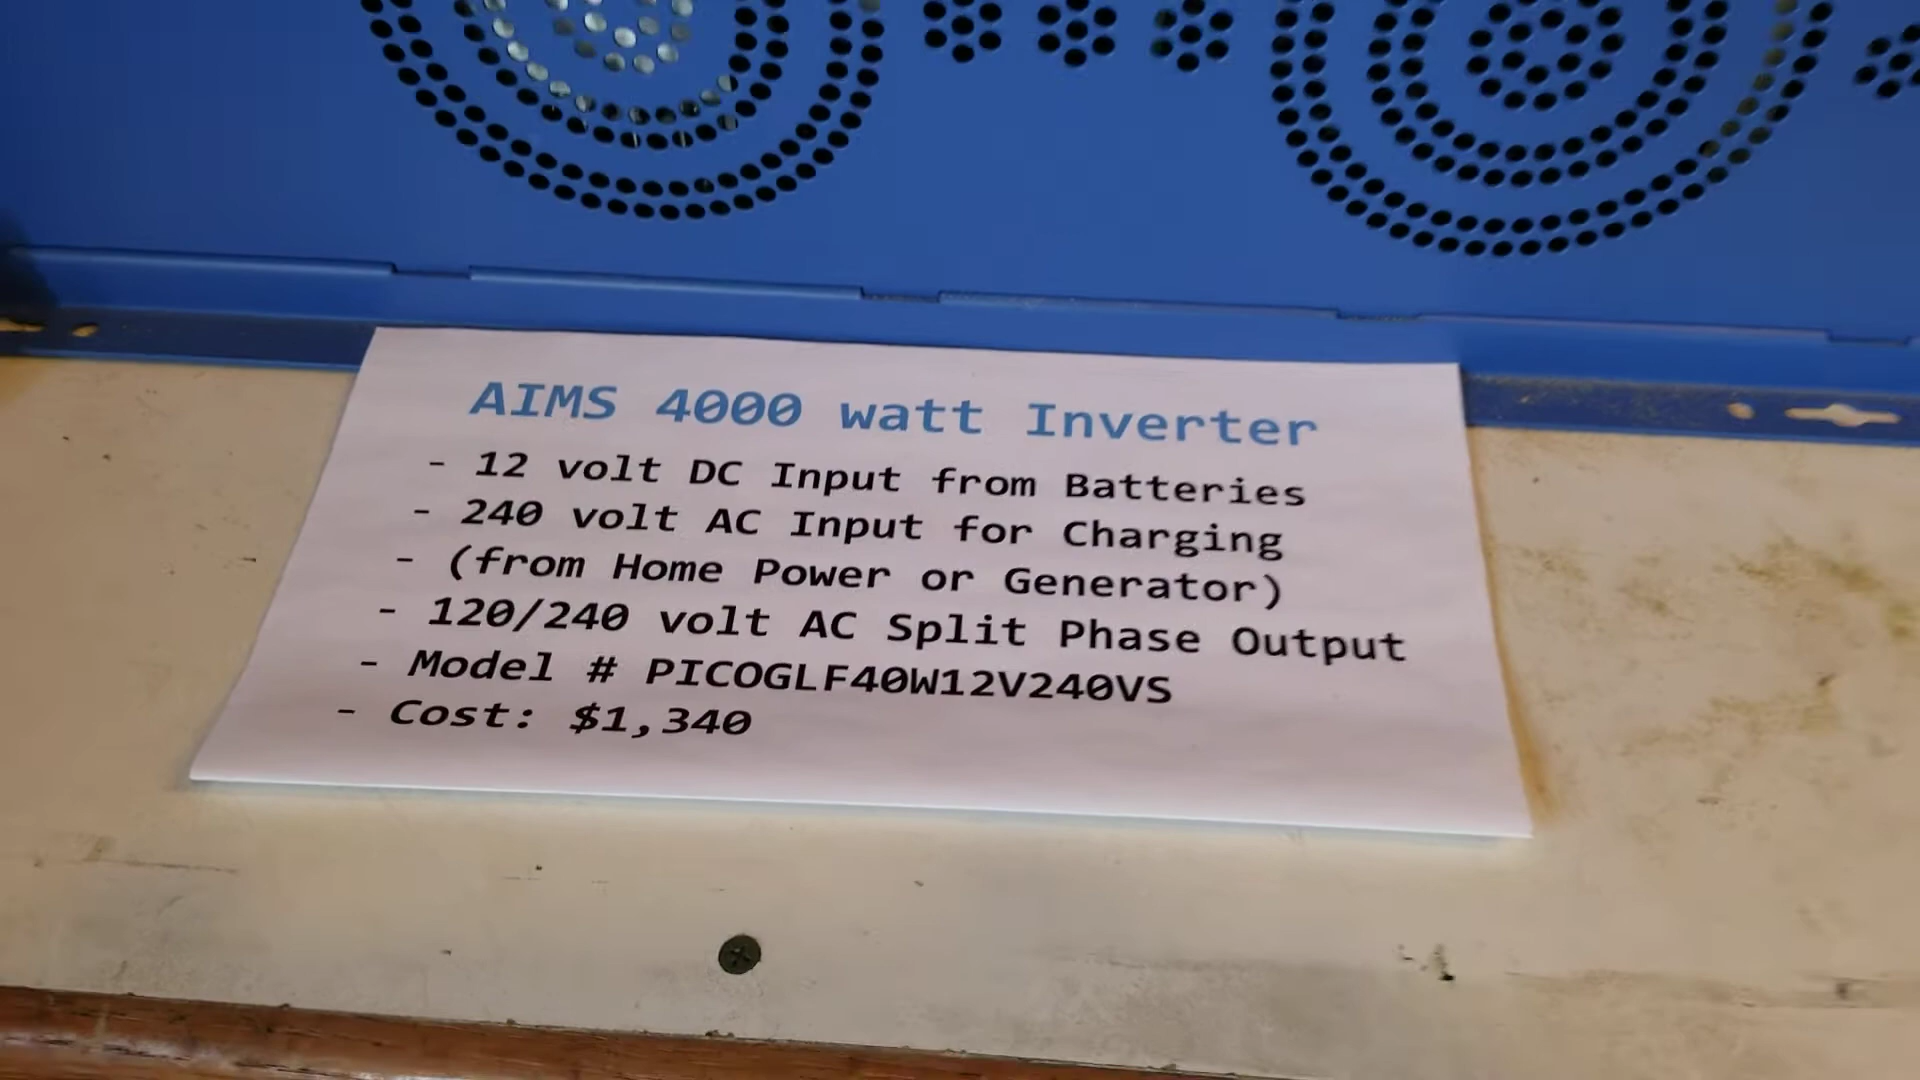 AIMS 4000 watt Inverter
- 12 volt DC Input from Batteries
- 240 volt AC Input for Charging
- (from Home Power or Generator)
- 120/240 volt AC Split Phase Output
- Model # PICOGLF40W12V240VS
- Cost: $1,340